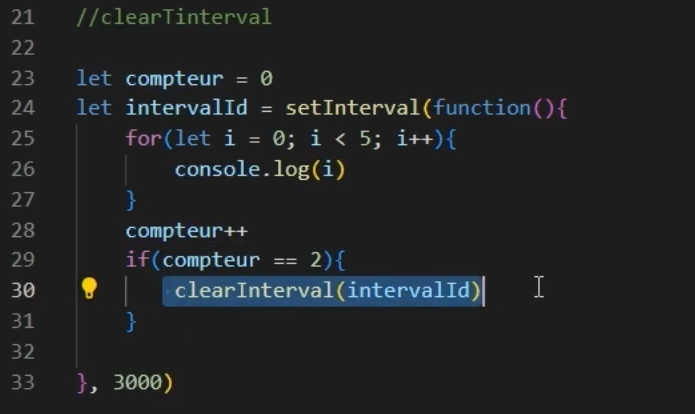 21 //clearTinterval
22
23 let compteur = 0
24 let intervalId = setInterval(function(){
25     for(let i = 0; i < 5; i++){
26         console.log(i)
27     }
28     compteur++
29     if(compteur == 2){
30         clearInterval(intervalId)
31     }
32
33 }, 3000)